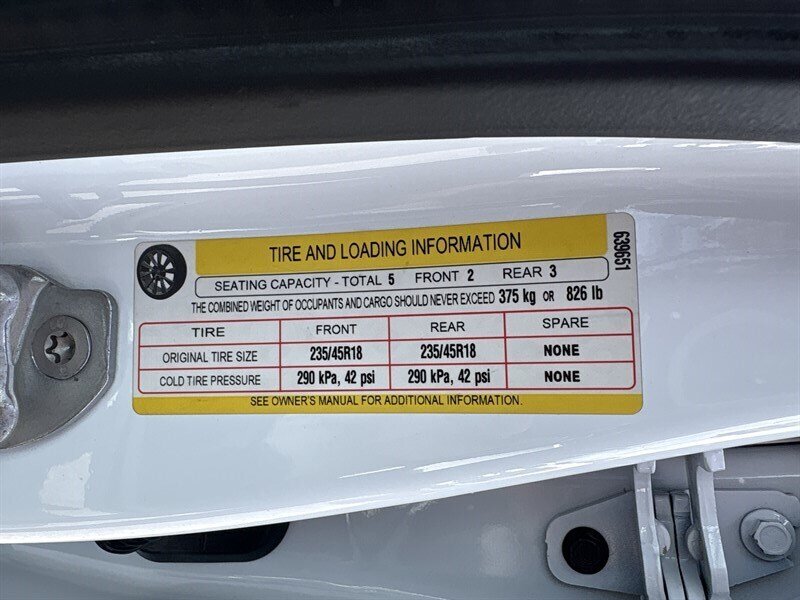 TIRE AND LOADING INFORMATION
639651
SEATING CAPACITY - TOTAL 5 FRONT 2 REAR 3
THE COMBINED WEIGHT OF OCCUPANTS AND CARGO SHOULD NEVER EXCEED 375 kg OR 826 lb
TIRE FRONT REAR SPARE
ORIGINAL TIRE SIZE 235/45R18 235/45R18 NONE
COLD TIRE PRESSURE 290 kPa, 42 psi 290 kPa, 42 psi NONE
SEE OWNER'S MANUAL FOR ADDITIONAL INFORMATION.